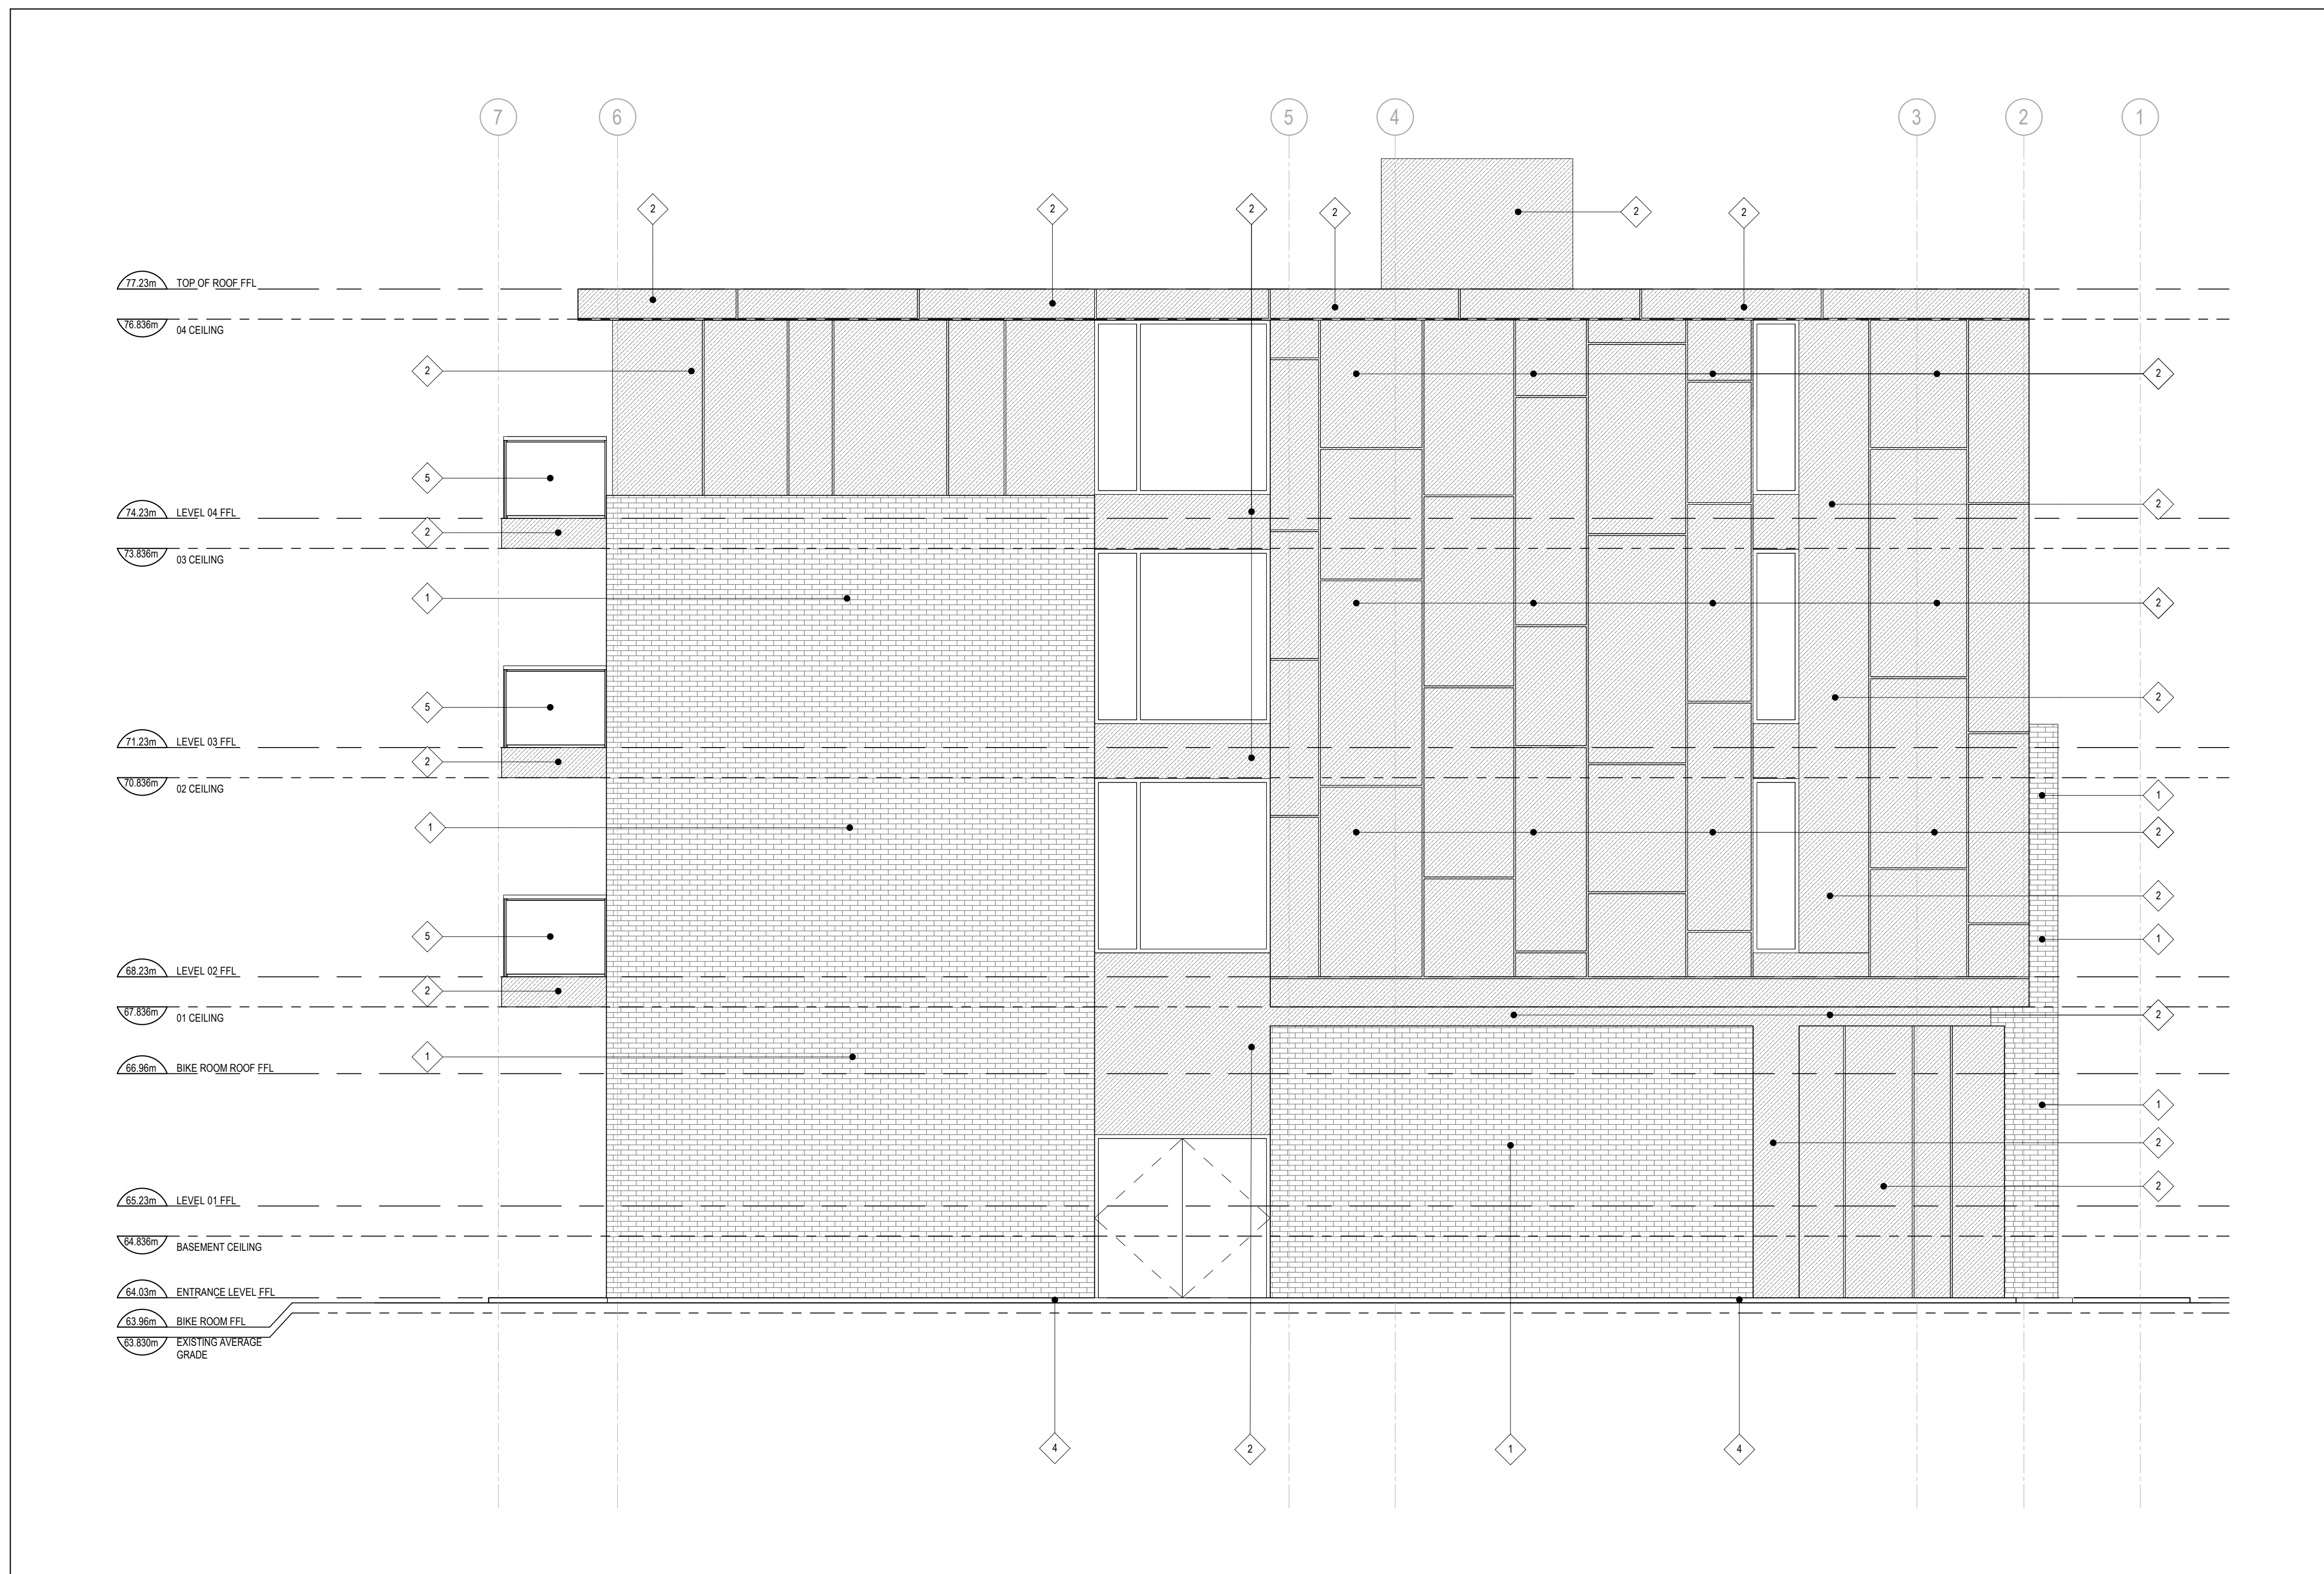 7 6 5 4 3 2 1
2 2 2 2 2 2
77.23m TOP OF ROOF FFL
76.836m 04 CEILING
2 2
5
74.23m LEVEL 04 FFL 2
2
73.836m 03 CEILING
1 2
2
5
71.23m LEVEL 03 FFL
2
70.836m 02 CEILING
1
1 2
2
5 1
68.23m LEVEL 02 FFL
2
67.836m 01 CEILING 2
1
66.96m BIKE ROOM ROOF FFL
1
2
2
65.23m LEVEL 01 FFL
64.836m BASEMENT CEILING
64.03m ENTRANCE LEVEL FFL
63.96m BIKE ROOM FFL
63.830m EXISTING AVERAGE
GRADE
4 2 1 4